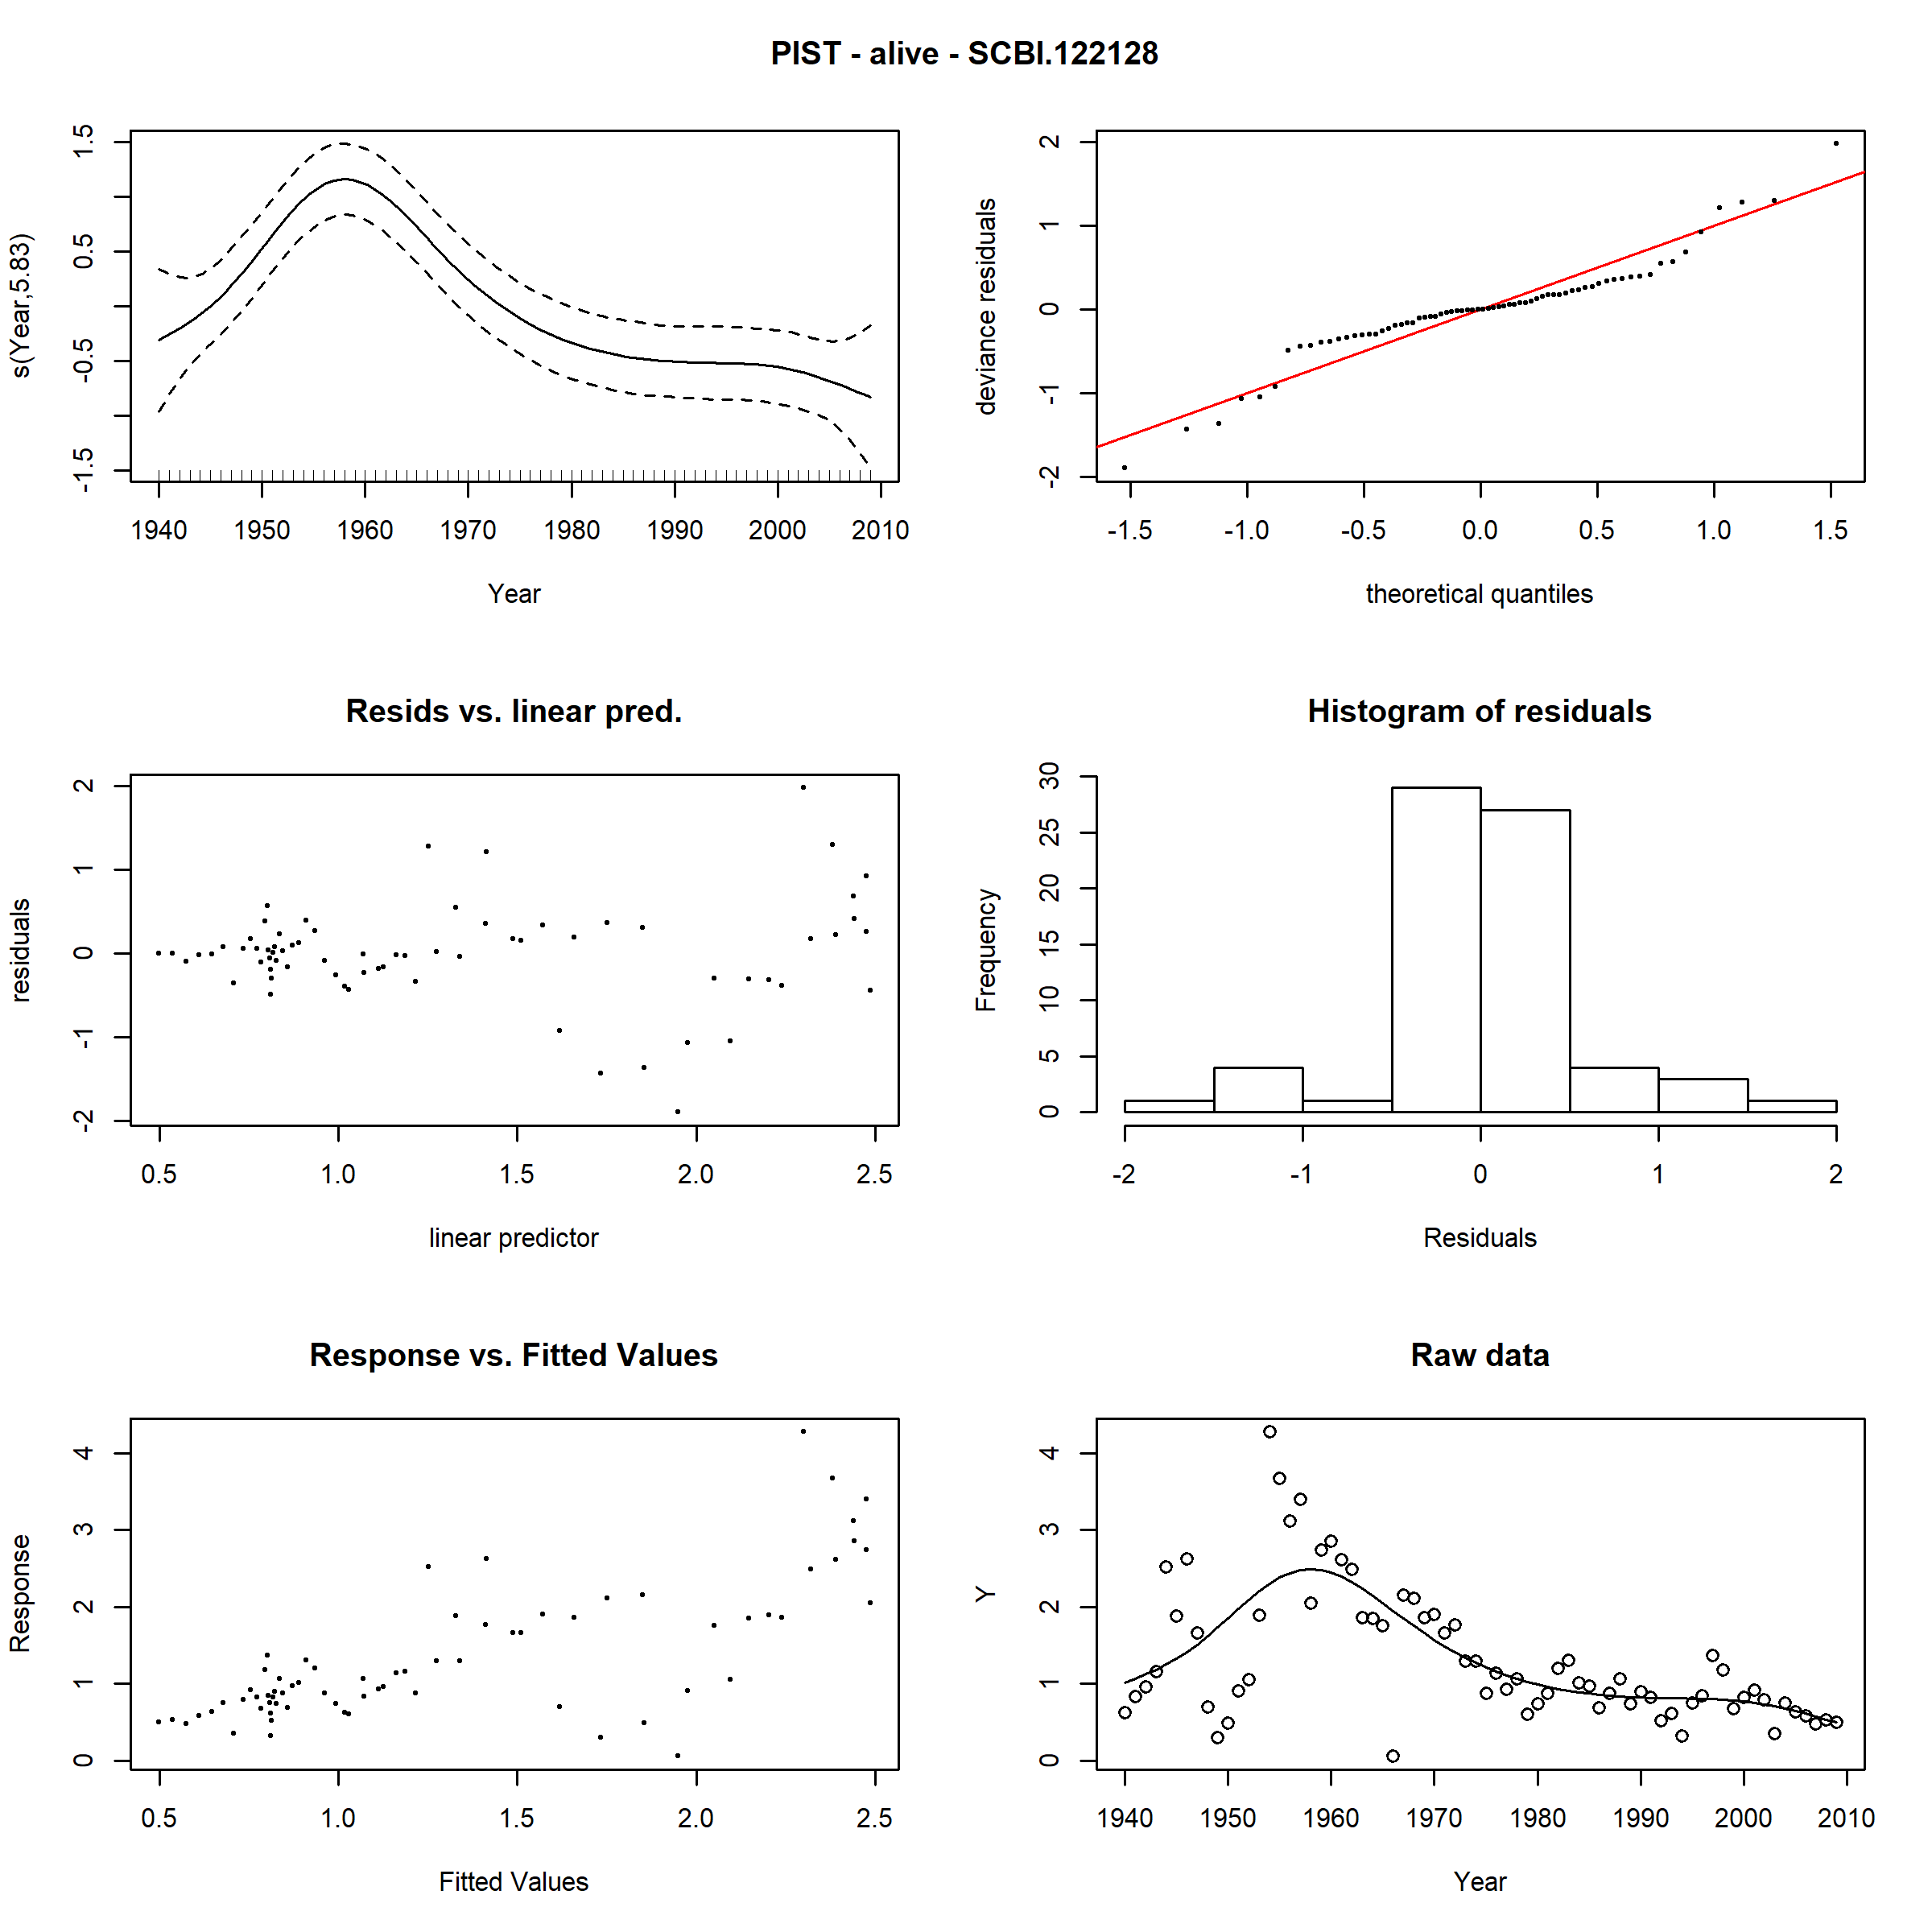 PIST - alive - SCBI.122128
s(Year,5.83)
-1.5 -0.5 0.5 1.5
1940 1950 1960 1970 1980 1990 2000 2010
Year
deviance residuals
-2 -1 0 1 2
-1.5 -1.0 -0.5 0.0 0.5 1.0 1.5
theoretical quantiles
Resids vs. linear pred.
residuals
-2 -1 0 1 2
0.5 1.0 1.5 2.0 2.5
linear predictor
Histogram of residuals
Frequency
0 5 10 15 20 25 30
-2 -1 0 1 2
Residuals
Response vs. Fitted Values
Response
0 1 2 3 4
0.5 1.0 1.5 2.0 2.5
Fitted Values
Raw data
Y
0 1 2 3 4
1940 1950 1960 1970 1980 1990 2000 2010
Year